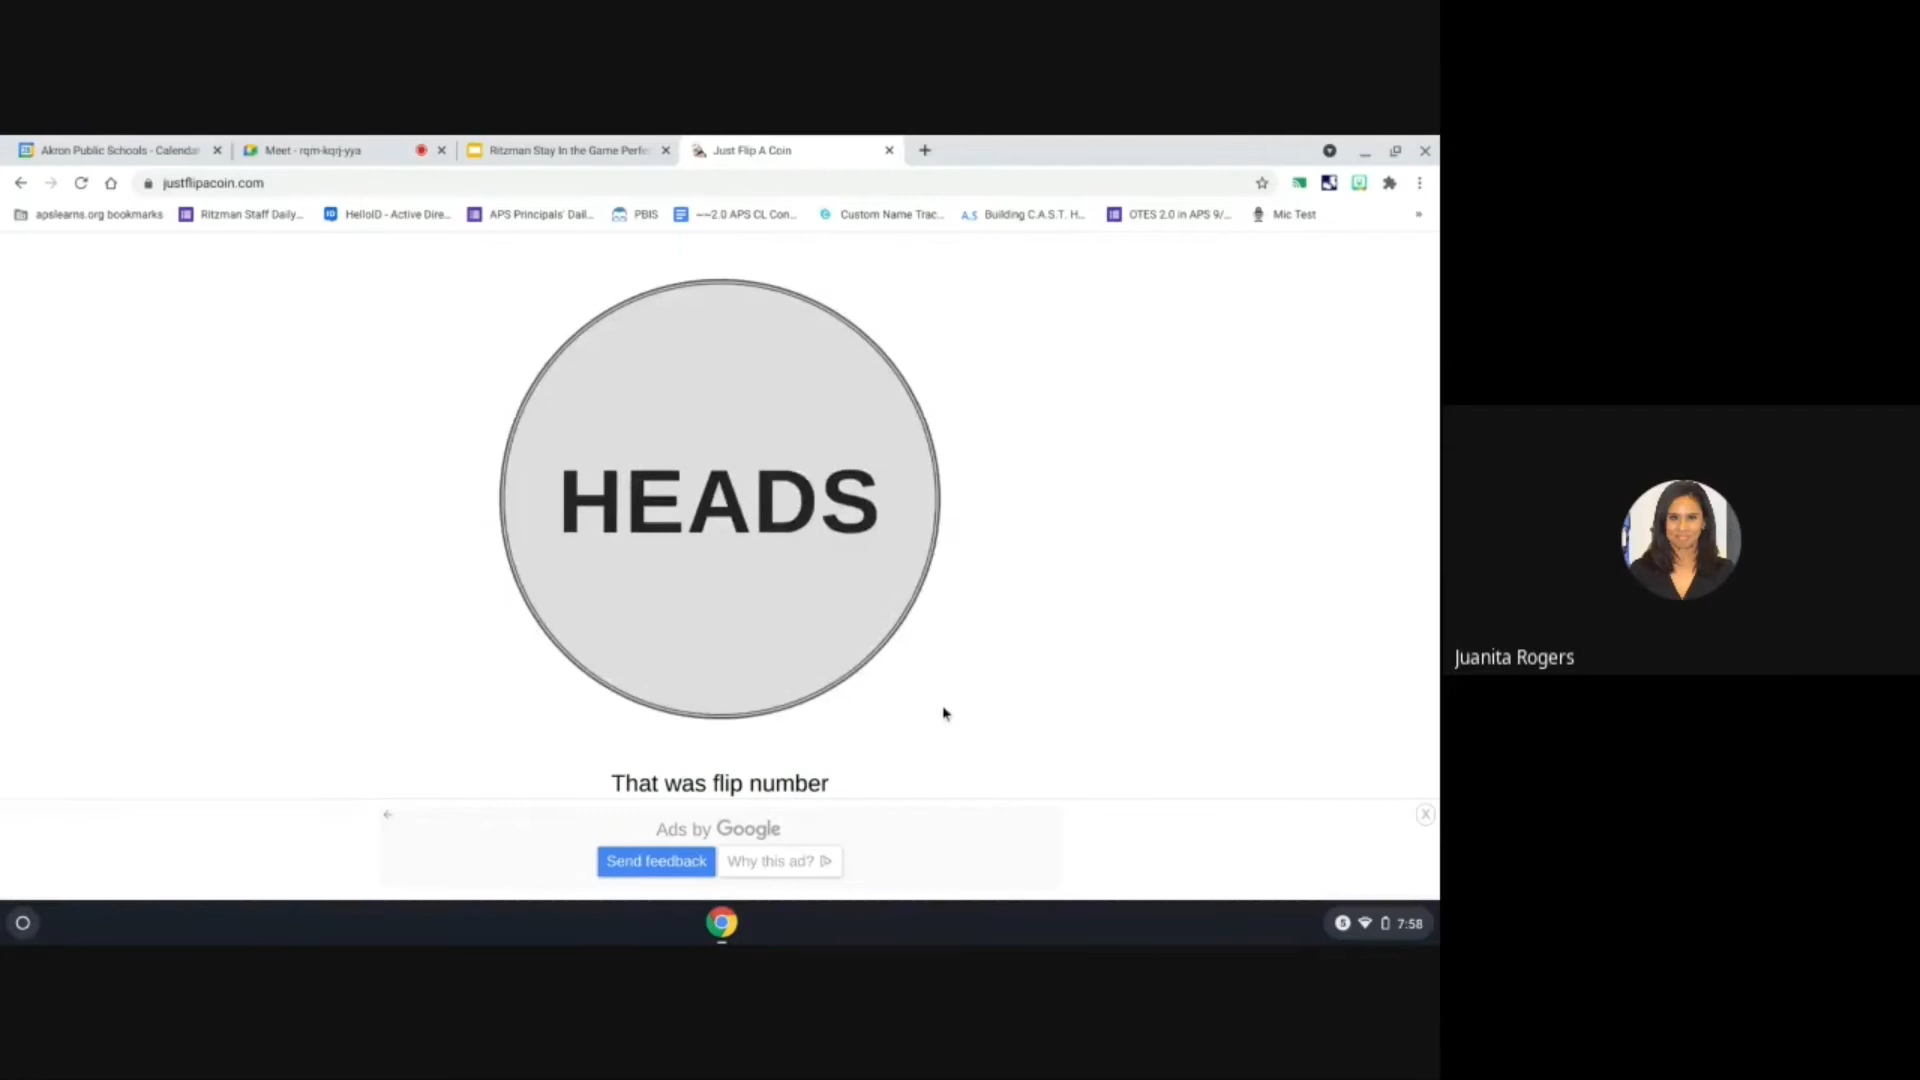 Akron Public Schools - Calenda
Meet - rqm-kqrj-yya
Ritzman Stay In the Game Perfe
Just Flip A Coin
justflipacoin.com
apslearns.org bookmarks
Ritzman Staff Daily...
HelloID - Active Dire...
APS Principals' Dail...
PBIS
~~2.0 APS CL Con...
Custom Name Trac...
A.S Building C.A.S.T. H...
OTES 2.0 in APS 9/...
Mic Test
»
HEADS
Juanita Rogers
That was flip number
Ads by Google
Send feedback
Why this ad?
7:58